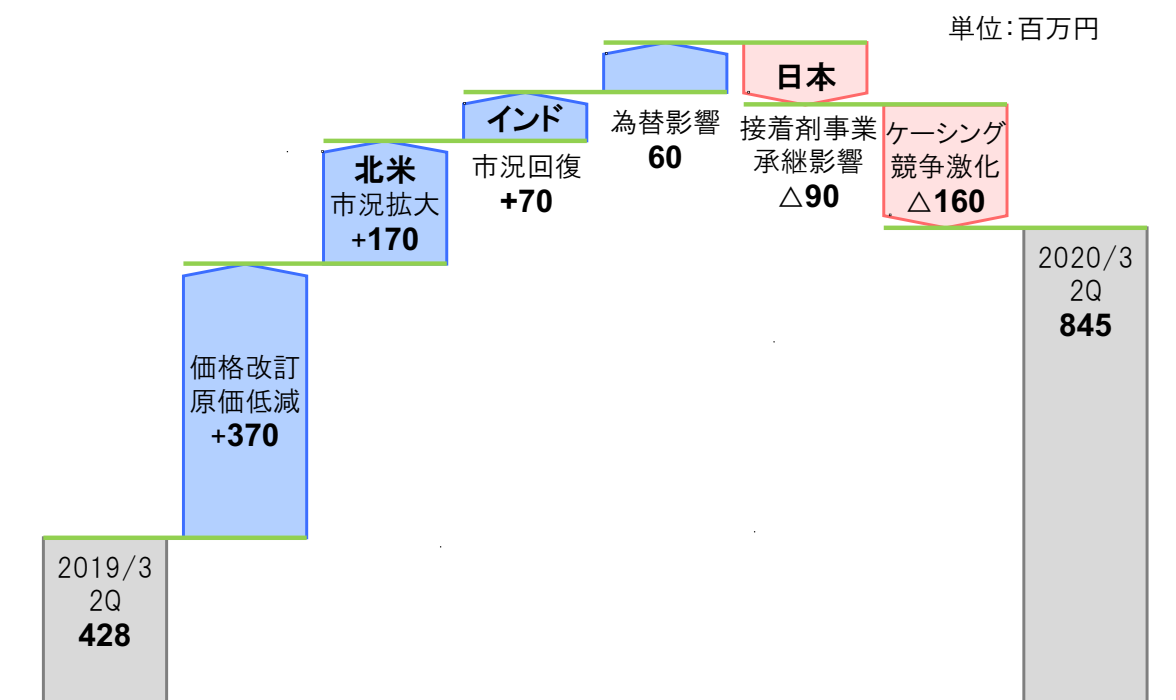 単位:百万円
2019/3
2Q
428
価格改訂
原価低減
+370
北米
市況拡大
+170
インド
市況回復
+70
為替影響
60
日本
接着剤事業
承継影響
△90
ケーシング
競争激化
△160
2020/3
2Q
845